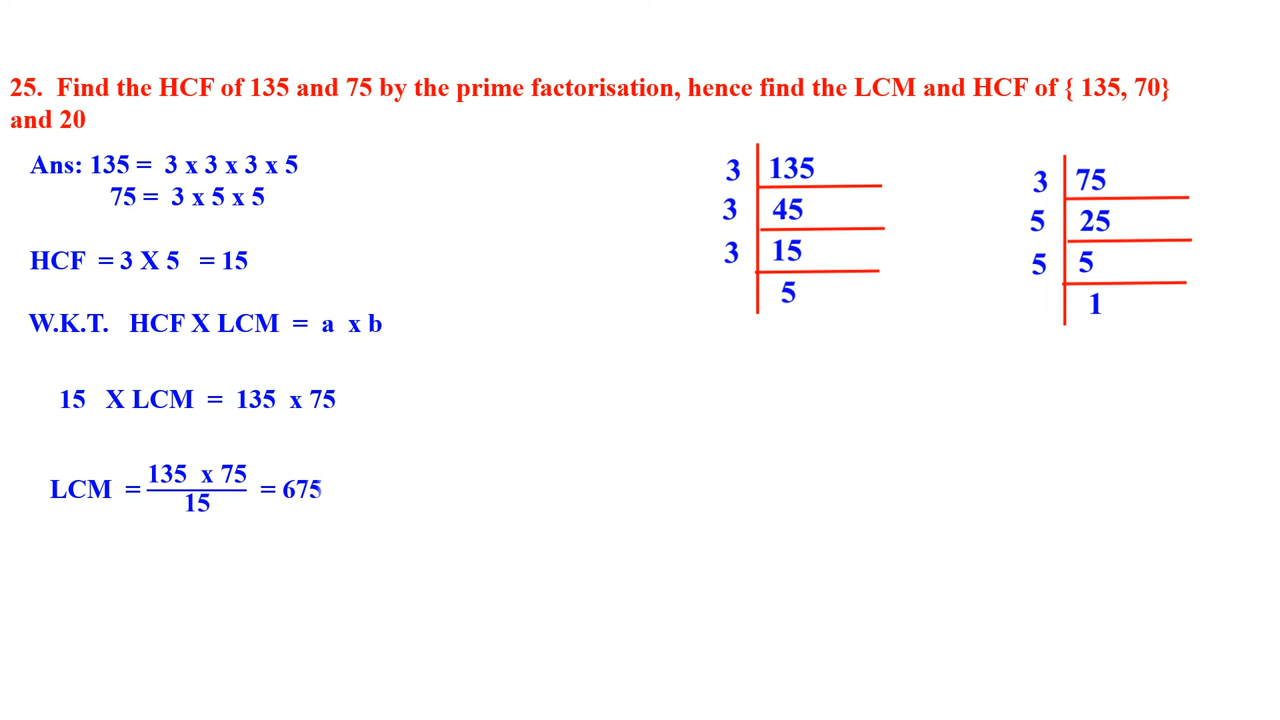 25. Find the HCF of 135 and 75 by the prime factorisation, hence find the LCM and HCF of { 135, 70}
and 20
Ans: 135 = 3 x 3 x 3 x 5
75 = 3 x 5 x 5
HCF = 3 X 5 = 15
W.K.T. HCF X LCM = a x b
15 X LCM = 135 x 75
LCM = 135 x 75 / 15 = 675
3 135
3 45
3 15
5
3 75
5 25
5 5
1